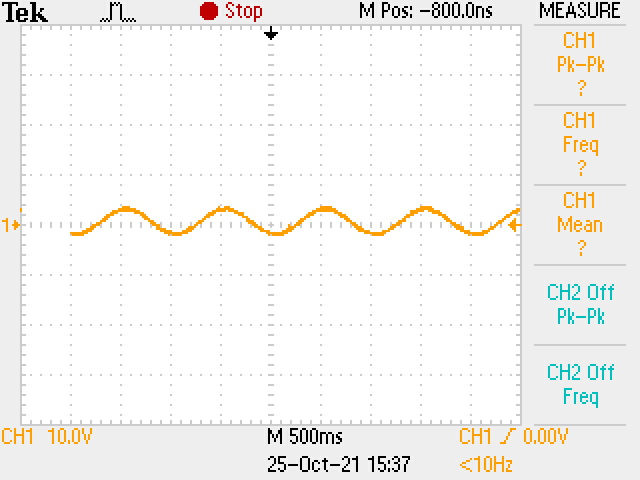 Tek Stop M Pos: −800.0ns MEASURE
CH1
Pk−Pk
?
CH1
Freq
?
CH1
Mean
?
1
CH2 Off
Pk−Pk
CH2 Off
Freq
CH1 10.0V M 500ms CH1 0.00V
25-Oct-21 15:37 <10Hz